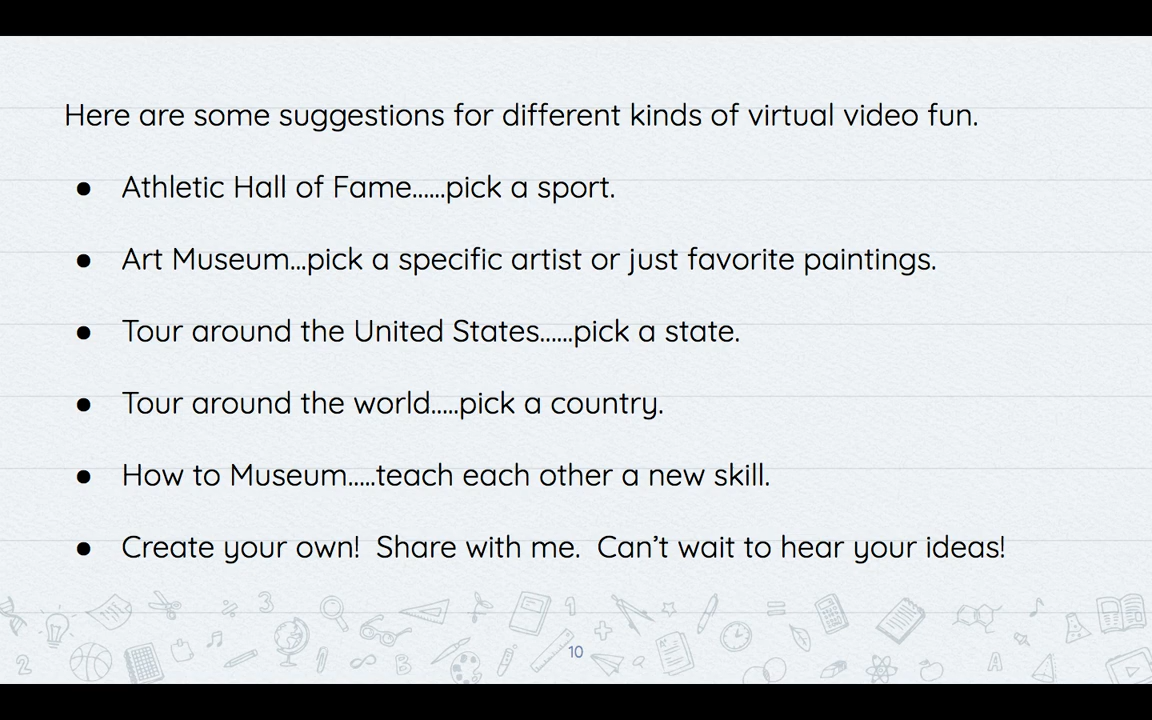 Here are some suggestions for different kinds of virtual video fun.
● Athletic Hall of Fame......pick a sport.
● Art Museum...pick a specific artist or just favorite paintings.
● Tour around the United States......pick a state.
● Tour around the world.....pick a country.
● How to Museum.....teach each other a new skill.
● Create your own!  Share with me.  Can’t wait to hear your ideas!
3
1
2
B
10
A